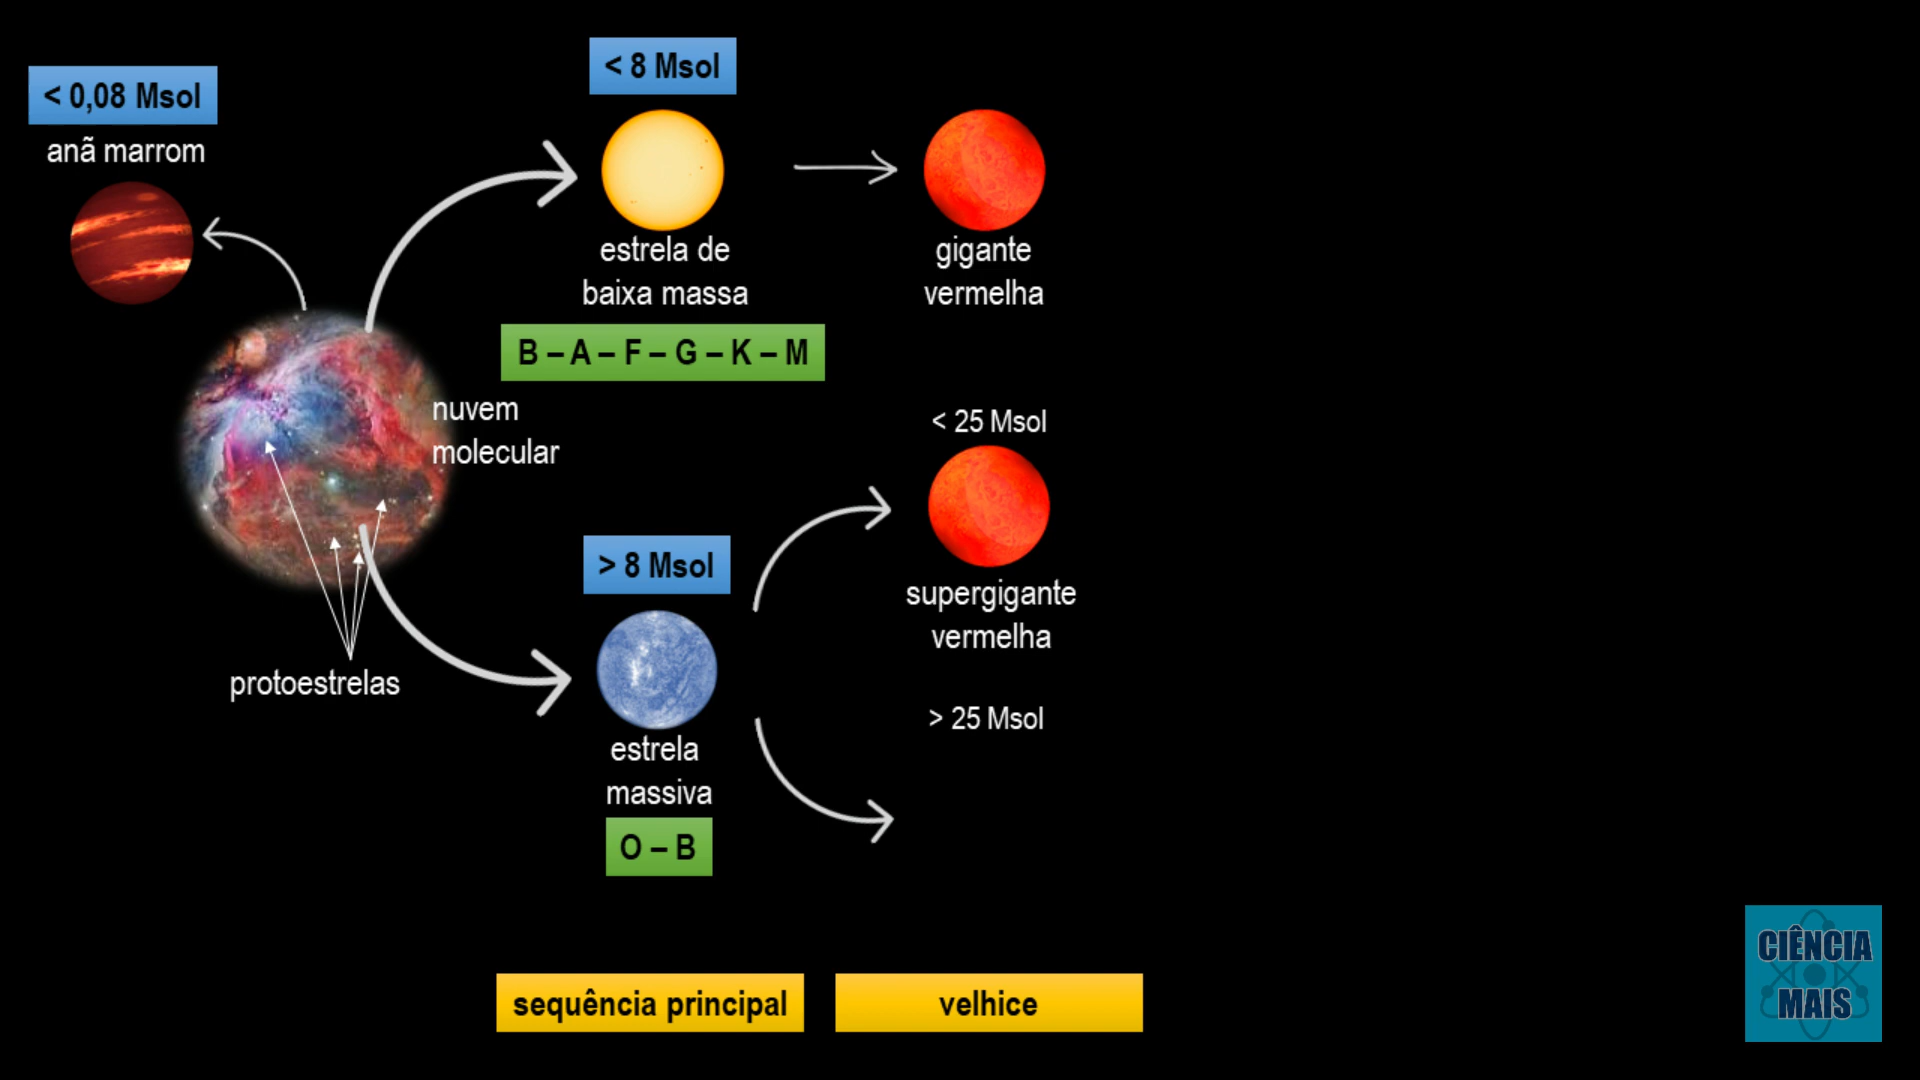 < 0,08 Msol
anã marrom
< 8 Msol
estrela de
baixa massa
B – A – F – G – K – M
gigante
vermelha
nuvem
molecular
protoestrelas
> 8 Msol
estrela
massiva
O – B
< 25 Msol
supergigante
vermelha
> 25 Msol
sequência principal
velhice
CIÊNCIA
MAIS